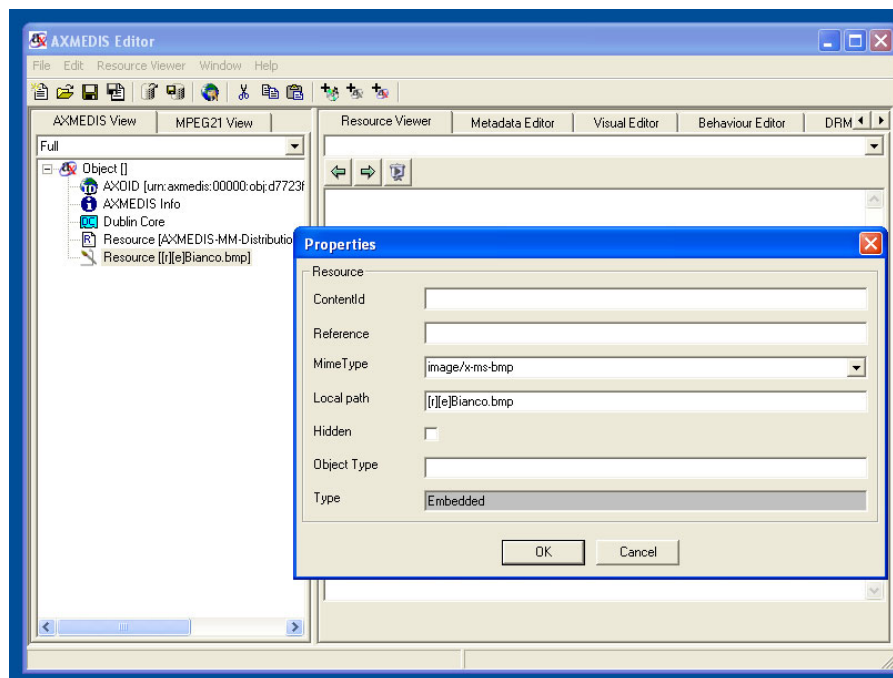 AXMEDIS Editor
File Edit Resource Viewer Window Help
AXMEDIS View MPEG21 View
Resource Viewer Metadata Editor Visual Editor Behaviour Editor DRM
Full
Object []
AXOID [urn:axmedis:00000:obj:d7723f
AXMEDIS Info
Dublin Core
Resource [AXMEDIS-MM-Distributio
Resource [[r][e]Bianco.bmp]
Properties
Resource
ContentId
Reference
MimeType image/x-ms-bmp
Local path [r][e]Bianco.bmp
Hidden
Object Type
Type Embedded
OK Cancel